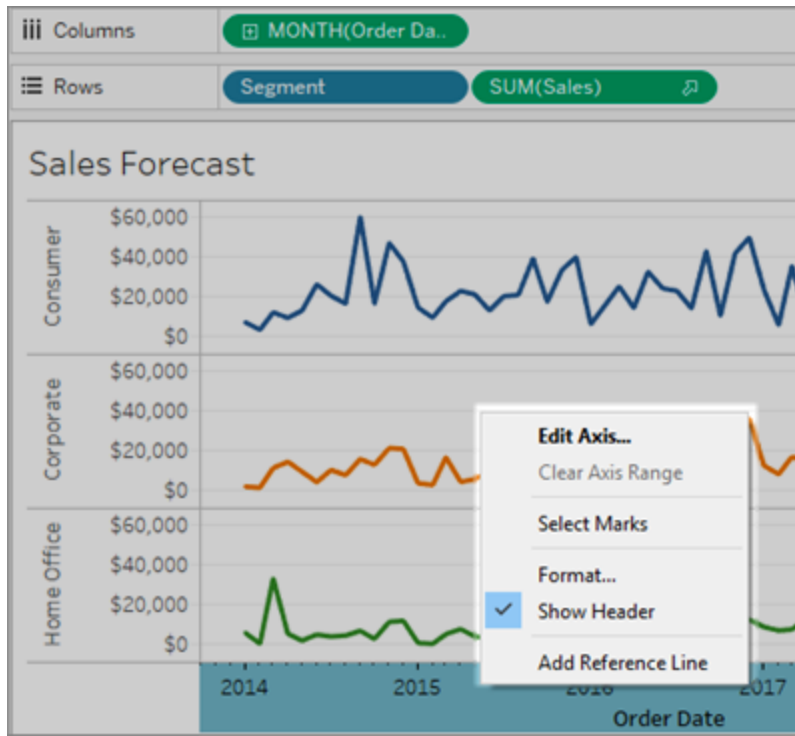 Columns
MONTH(Order Da..
Rows
Segment
SUM(Sales)
Sales Forecast
Consumer
$60,000
$40,000
$20,000
$0
Corporate
$60,000
$40,000
$20,000
$0
Home Office
$60,000
$40,000
$20,000
$0
Edit Axis...
Clear Axis Range
Select Marks
Format...
Show Header
Add Reference Line
2014
2015
2016
2017
Order Date